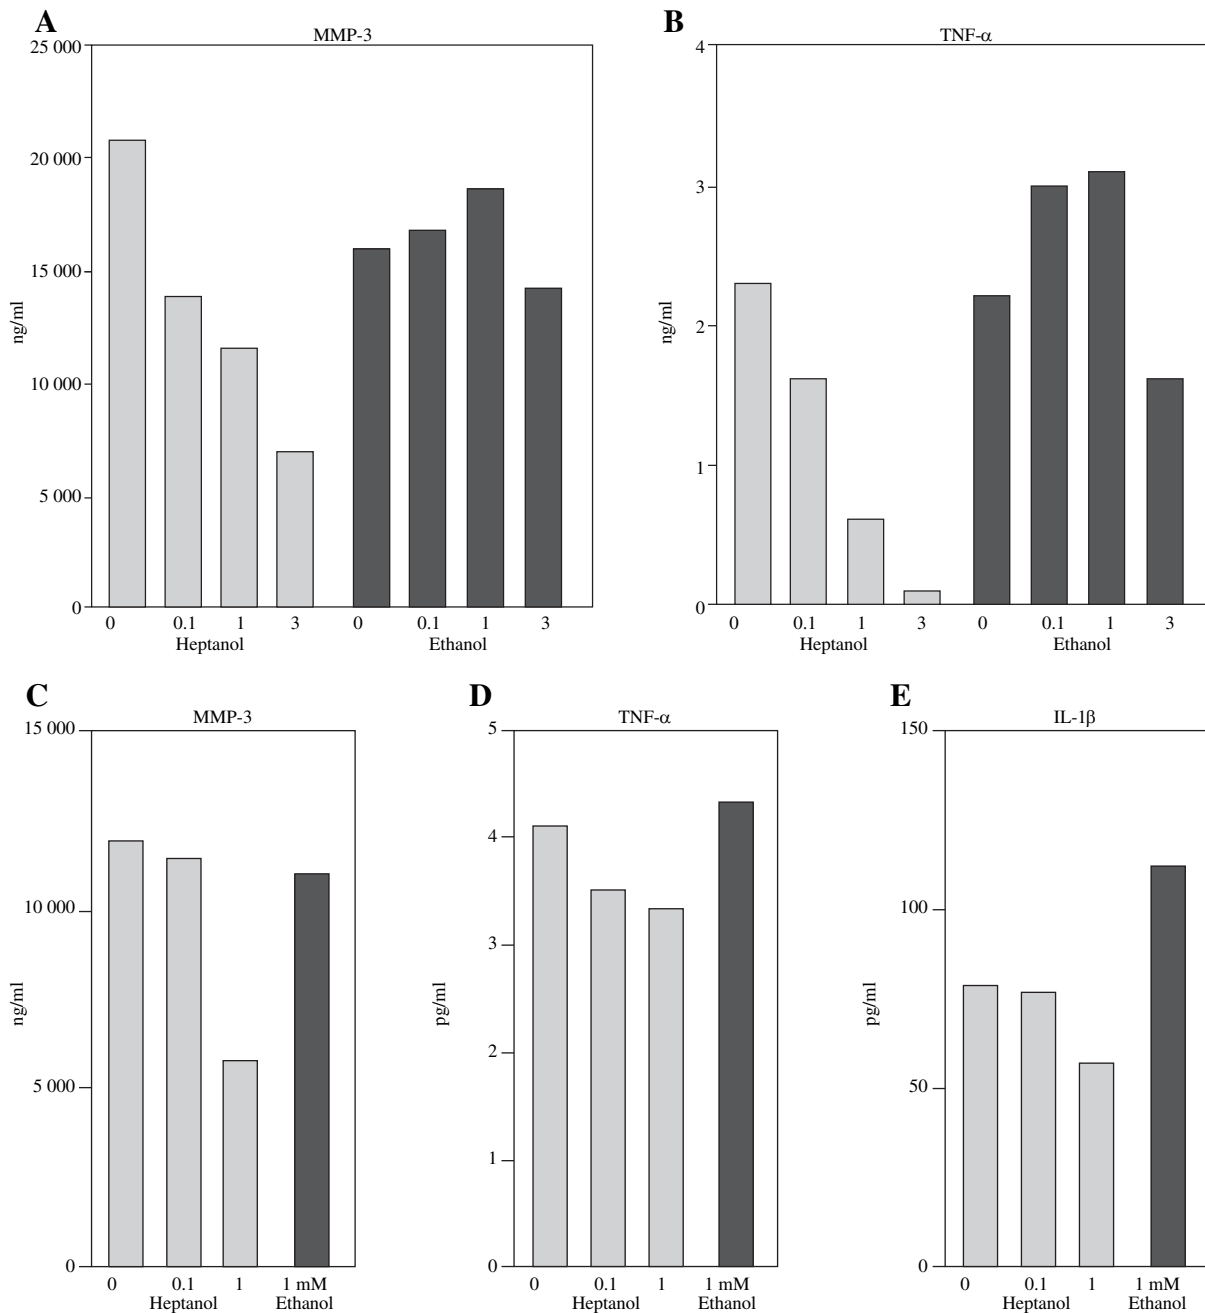 A
MMP-3
25 000
20 000
15 000
10 000
5 000
0
ng/ml
0 0.1 1 3 0 0.1 1 3
Heptanol Ethanol
B
TNF-α
4
3
2
1
0
ng/ml
0 0.1 1 3 0 0.1 1 3
Heptanol Ethanol
C
MMP-3
15 000
10 000
5 000
0
ng/ml
0 0.1 1 1 mM
Heptanol Ethanol
D
TNF-α
5
4
3
2
1
0
pg/ml
0 0.1 1 1 mM
Heptanol Ethanol
E
IL-1β
150
100
50
0
pg/ml
0 0.1 1 1 mM
Heptanol Ethanol